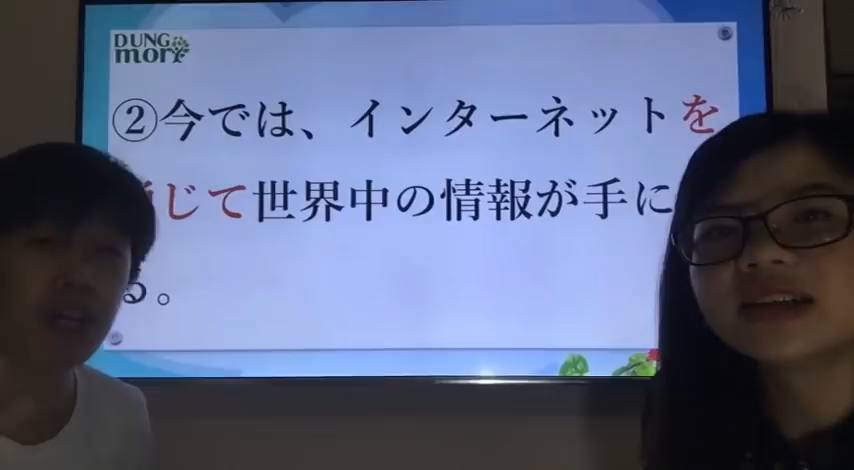 DUNG
mori
②今では、インターネットを
じて世界中の情報が手に
る。